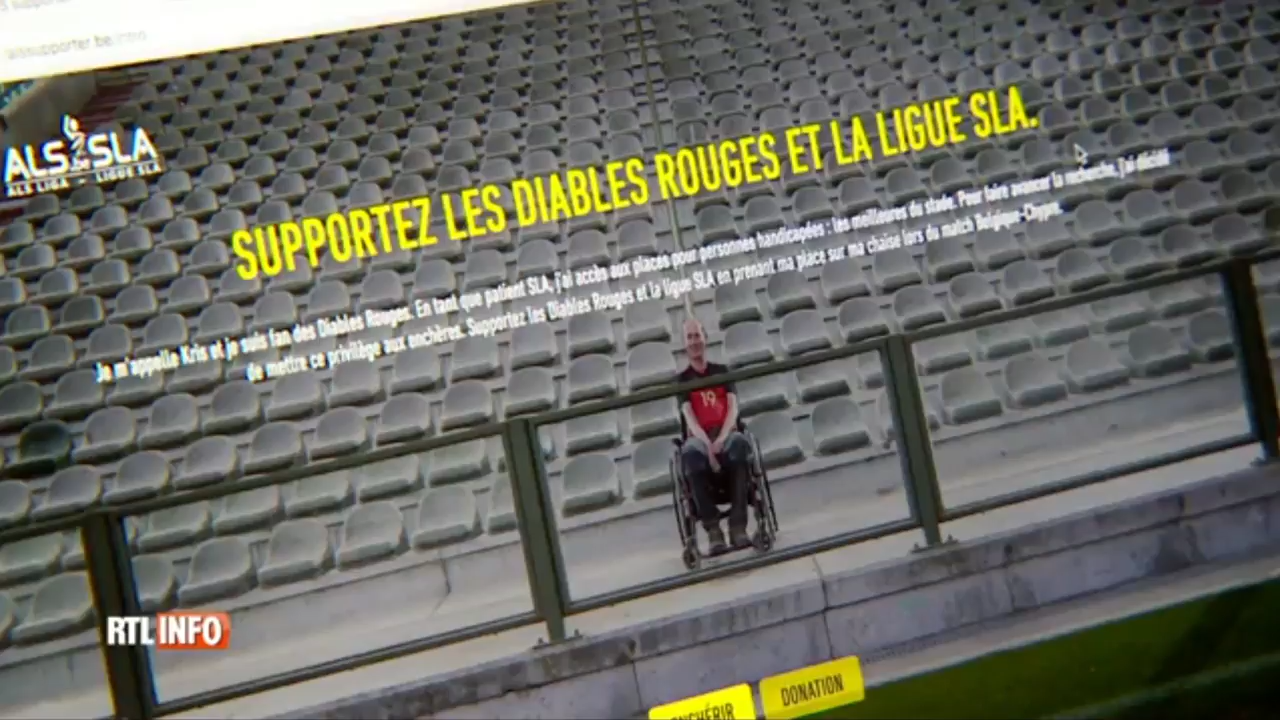 alssupporter.be/intro
ALS SLA
ALS LIGA - LIGUE SLA
SUPPORTEZ LES DIABLES ROUGES ET LA LIGUE SLA.
Je m'appelle Kris et je suis fan des Diables Rouges. En tant que patient SLA, j'ai accès aux places pour personnes handicapées : les meilleures du stade. Pour faire avancer la recherche, j'ai décidé
de mettre ce privilège aux enchères. Supportez les Diables Rouges et la ligue SLA en prenant ma place sur ma chaise lors du match Belgique-Chypre.
19
RTL INFO
DONATION